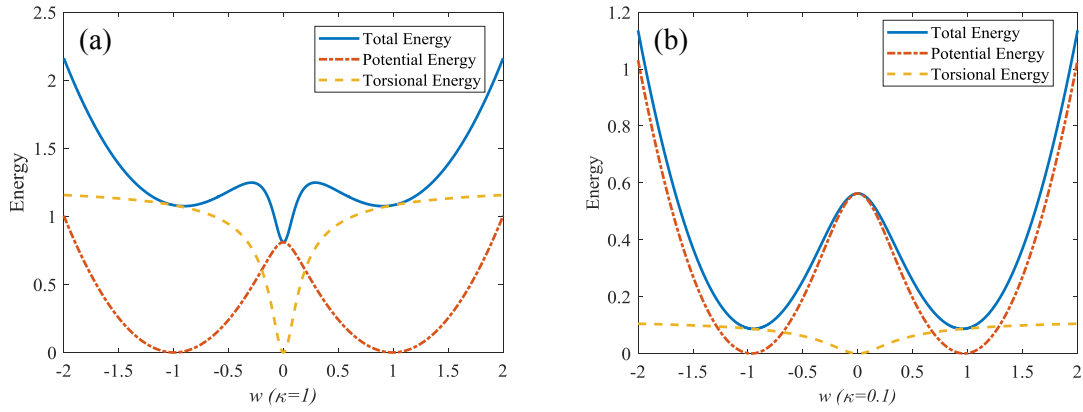 (a)
Total Energy
Potential Energy
Torsional Energy
Energy
2.5
2
1.5
1
0.5
0
-2 -1.5 -1 -0.5 0 0.5 1 1.5 2
w (κ=1)
(b)
Total Energy
Potential Energy
Torsional Energy
Energy
1.2
1
0.8
0.6
0.4
0.2
0
-2 -1.5 -1 -0.5 0 0.5 1 1.5 2
w (κ=0.1)